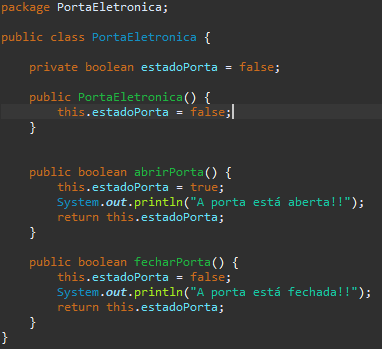 package PortaEletronica;
public class PortaEletronica {
private boolean estadoPorta = false;
public PortaEletronica() {
this.estadoPorta = false;
}
public boolean abrirPorta() {
this.estadoPorta = true;
System.out.println("A porta está aberta!!");
return this.estadoPorta;
}
public boolean fecharPorta() {
this.estadoPorta = false;
System.out.println("A porta está fechada!!");
return this.estadoPorta;
}
}